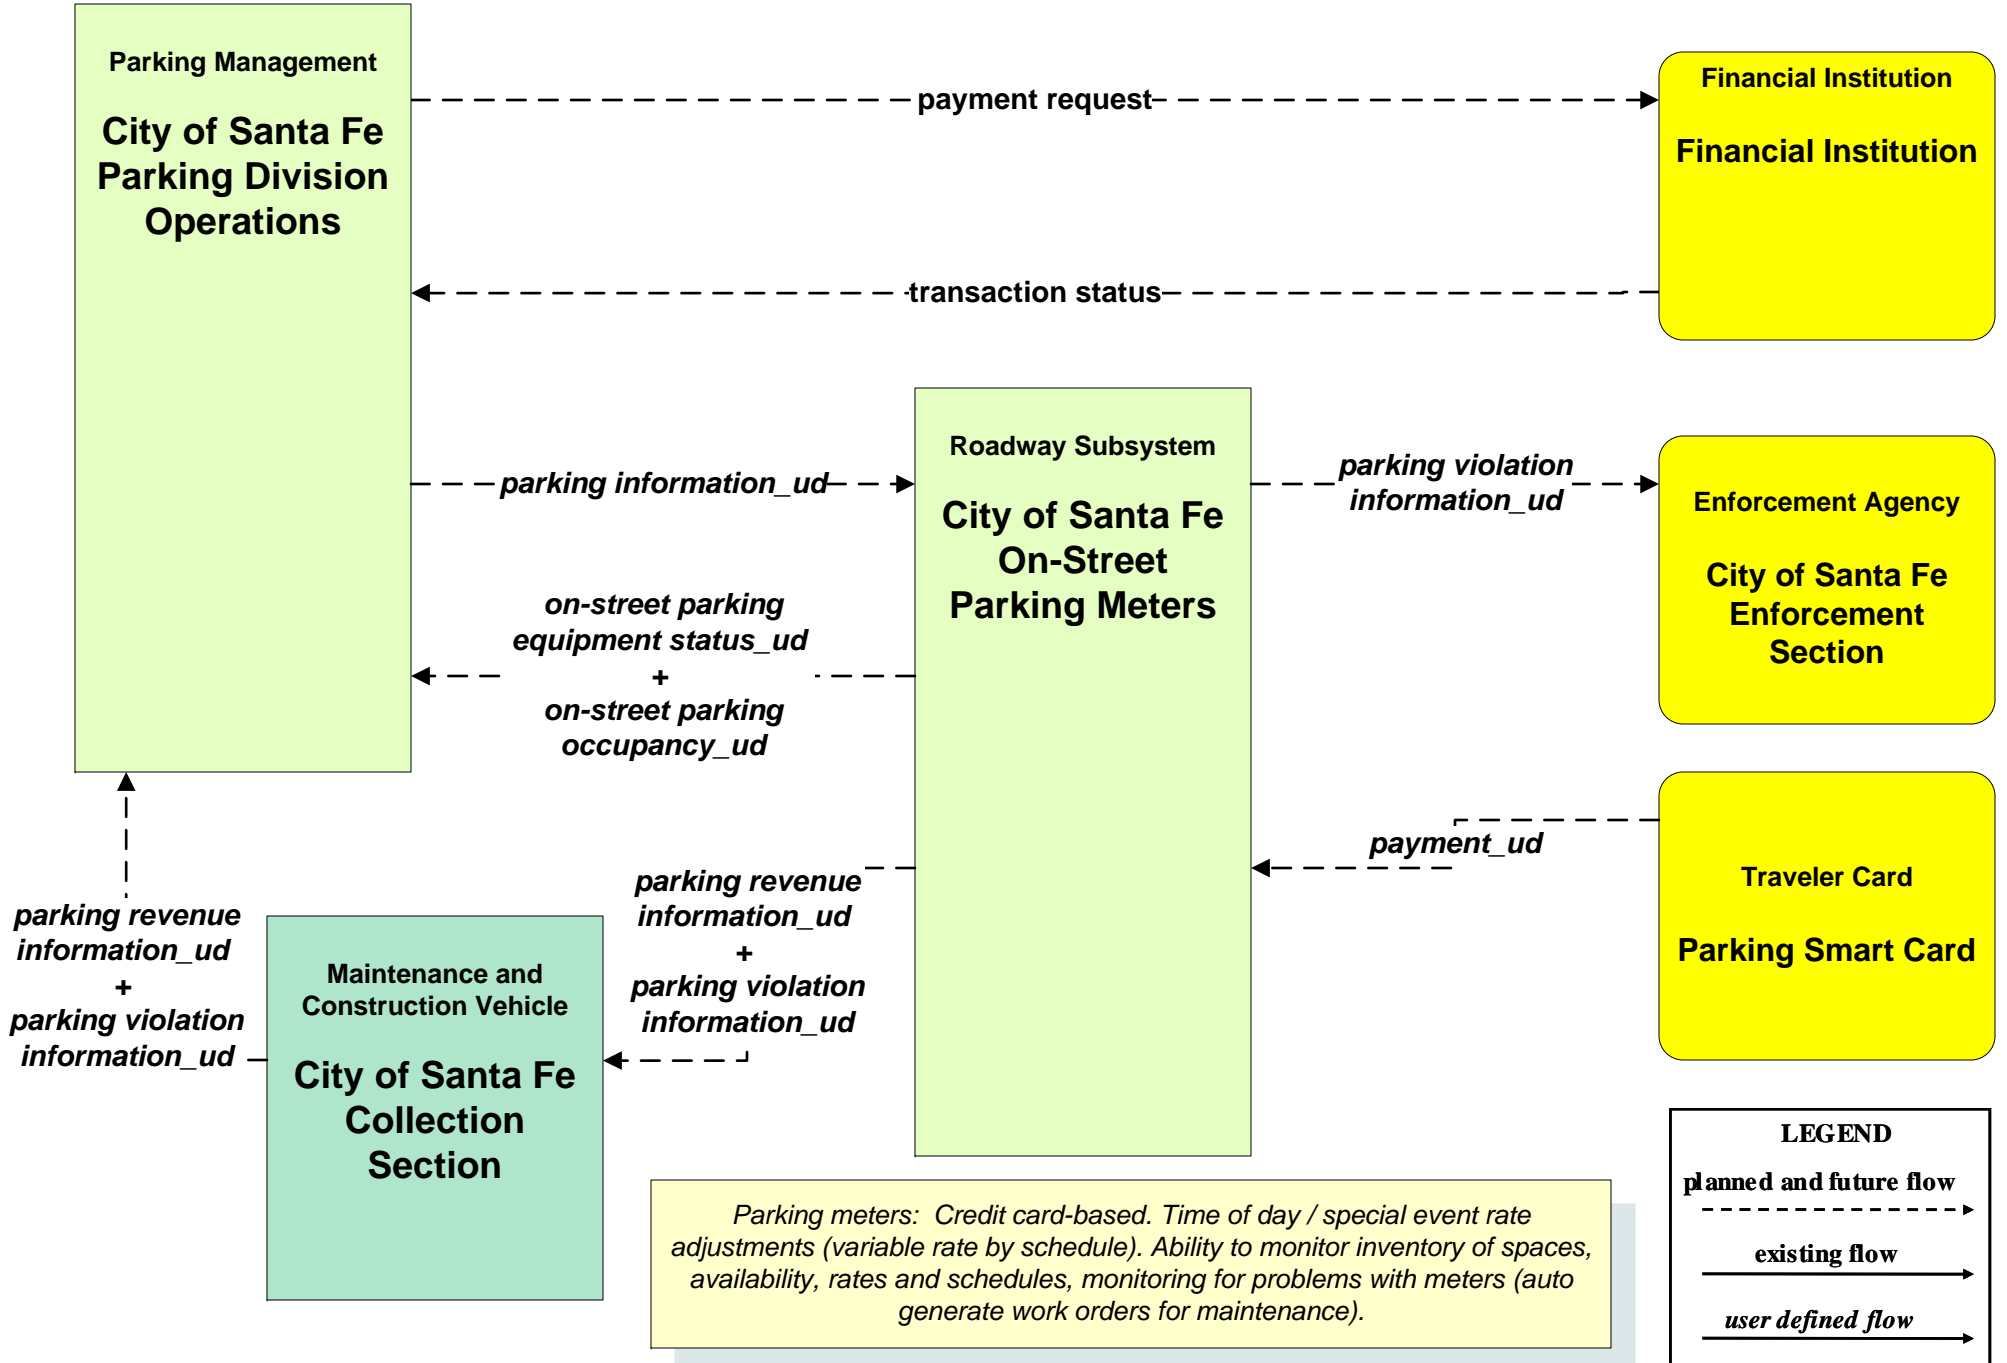 Parking Management
City of Santa Fe
Parking Division
Operations
payment request
transaction status
Financial Institution
Financial Institution
parking information_ud
on-street parking
equipment status_ud
+
on-street parking
occupancy_ud
Roadway Subsystem
City of Santa Fe
On-Street
Parking Meters
parking violation
information_ud
Enforcement Agency
City of Santa Fe
Enforcement
Section
payment_ud
Traveler Card
Parking Smart Card
parking revenue
information_ud
+
parking violation
information_ud
Maintenance and
Construction Vehicle
City of Santa Fe
Collection
Section
parking revenue
information_ud
+
parking violation
information_ud
Parking meters:  Credit card-based. Time of day / special event rate
adjustments (variable rate by schedule). Ability to monitor inventory of spaces,
availability, rates and schedules, monitoring for problems with meters (auto
generate work orders for maintenance).
LEGEND
planned and future flow
existing flow
user defined flow